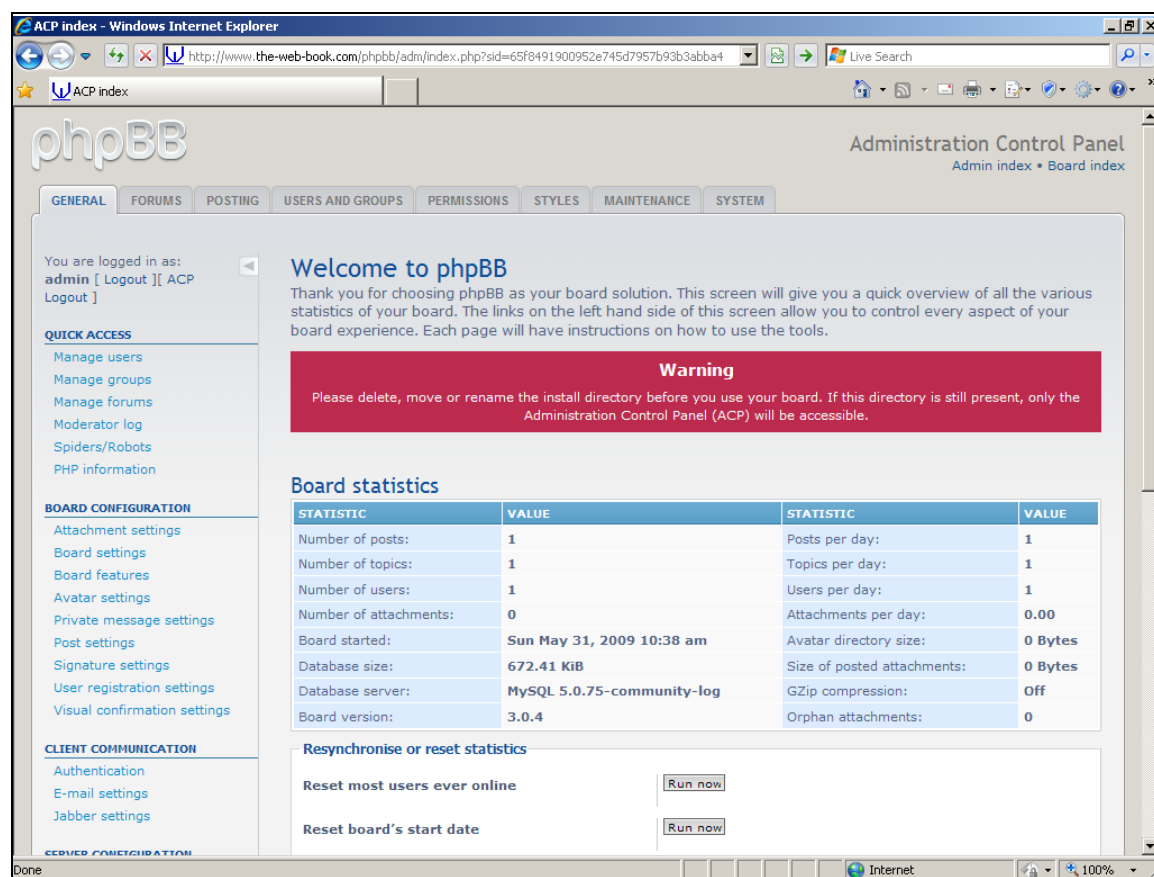 ACP index - Windows Internet Explorer
http://www.the-web-book.com/phpbb/adm/index.php?sid=65f8491900952e745d7957b93b3abba4
Live Search
ACP index
phpBB
Administration Control Panel
Admin index • Board index
GENERAL FORUMS POSTING USERS AND GROUPS PERMISSIONS STYLES MAINTENANCE SYSTEM
You are logged in as:
admin [ Logout ][ ACP
Logout ]
QUICK ACCESS
Manage users
Manage groups
Manage forums
Moderator log
Spiders/Robots
PHP information
BOARD CONFIGURATION
Attachment settings
Board settings
Board features
Avatar settings
Private message settings
Post settings
Signature settings
User registration settings
Visual confirmation settings
CLIENT COMMUNICATION
Authentication
E-mail settings
Jabber settings
SERVER CONFIGURATION
Welcome to phpBB
Thank you for choosing phpBB as your board solution. This screen will give you a quick overview of all the various
statistics of your board. The links on the left hand side of this screen allow you to control every aspect of your
board experience. Each page will have instructions on how to use the tools.
Warning
Please delete, move or rename the install directory before you use your board. If this directory is still present, only the
Administration Control Panel (ACP) will be accessible.
Board statistics
STATISTIC VALUE STATISTIC VALUE
Number of posts: 1 Posts per day: 1
Number of topics: 1 Topics per day: 1
Number of users: 1 Users per day: 1
Number of attachments: 0 Attachments per day: 0.00
Board started: Sun May 31, 2009 10:38 am Avatar directory size: 0 Bytes
Database size: 672.41 KiB Size of posted attachments: 0 Bytes
Database server: MySQL 5.0.75-community-log GZip compression: Off
Board version: 3.0.4 Orphan attachments: 0
Resynchronise or reset statistics
Reset most users ever online Run now
Reset board's start date Run now
Done Internet 100%